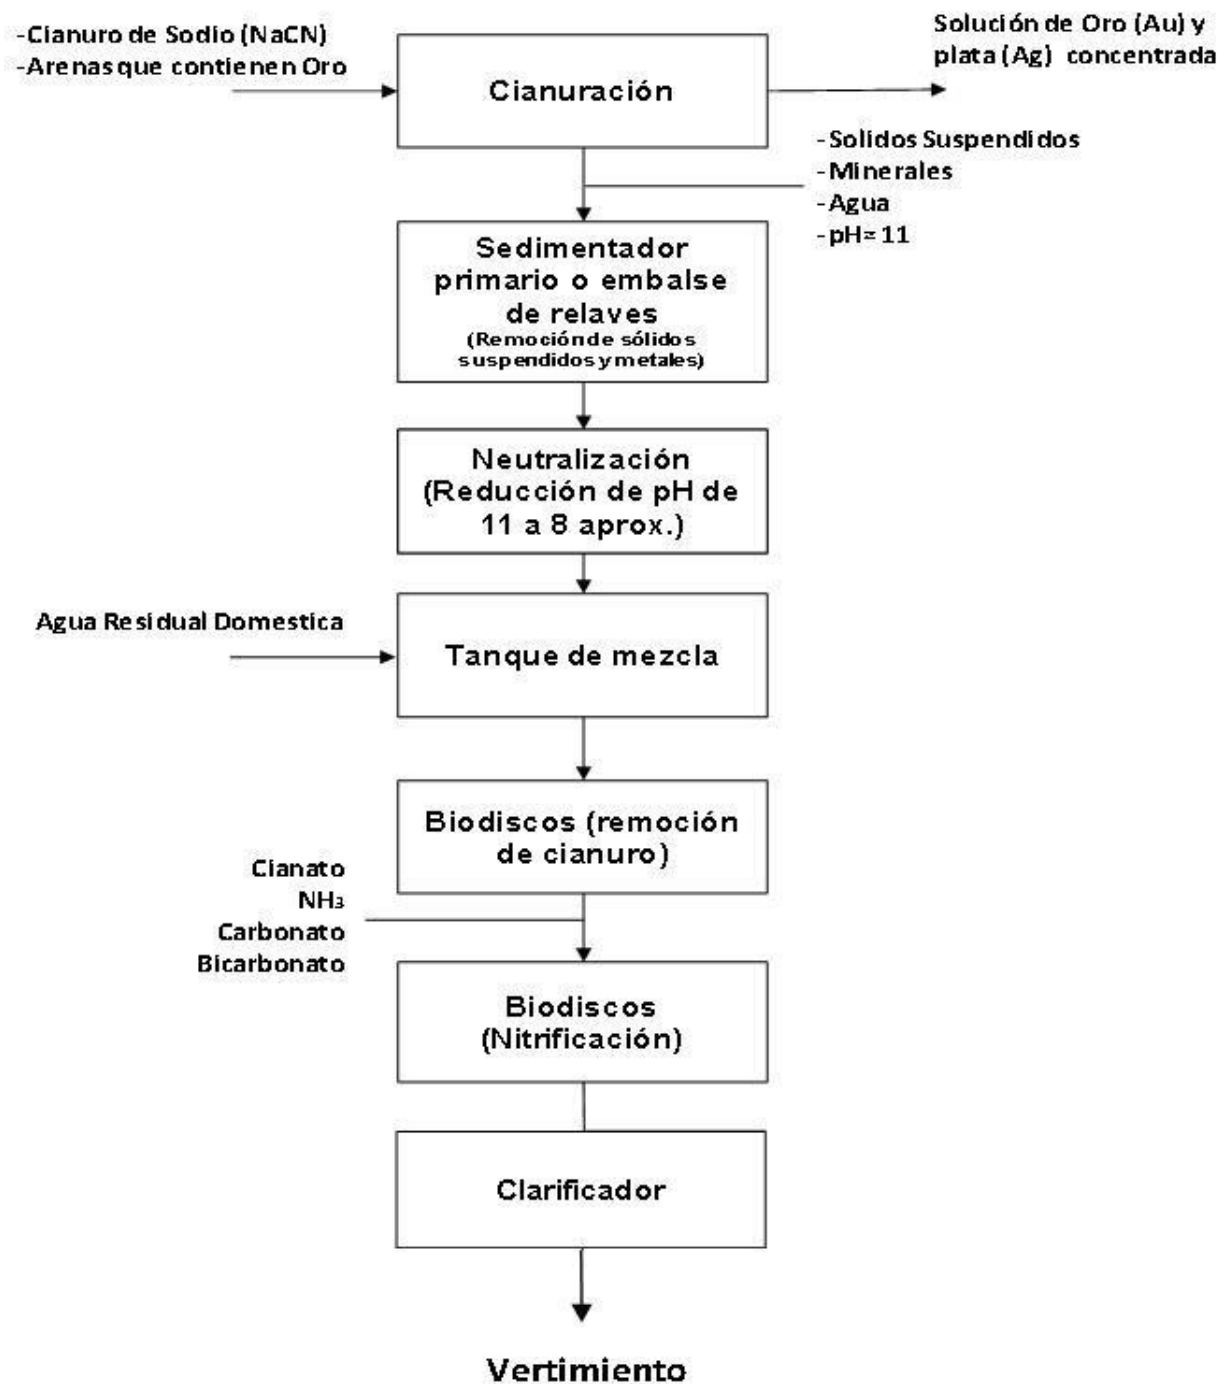 -Cianuro de Sodio (NaCN)
-Arenas que contienen Oro
Cianuración
Solución de Oro (Au) y
plata (Ag) concentrada
-Solidos Suspendidos
-Minerales
-Agua
-pH= 11
Sedimentador
primario o embalse
de relaves
(Remoción de sólidos
suspendidos y metales)
Neutralización
(Reducción de pH de
11 a 8 aprox.)
Agua Residual Domestica
Tanque de mezcla
Biodiscos (remoción
de cianuro)
Cianato
NH₃
Carbonato
Bicarbonato
Biodiscos
(Nitrificación)
Clarificador
Vertimiento